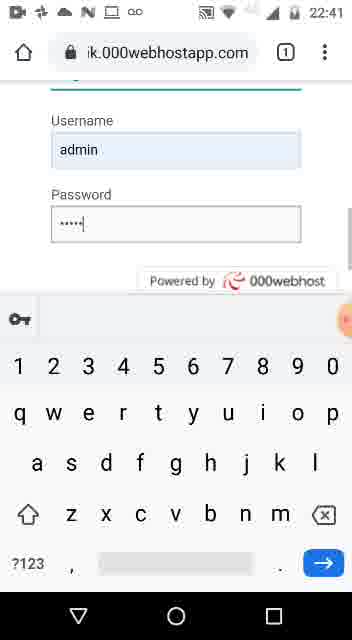 22:41
ik.000webhostapp.com
1
Username
admin
Password
•••••
Powered by 000webhost
1 2 3 4 5 6 7 8 9 0
q w e r t y u i o p
a s d f g h j k l
z x c v b n m
?123 , .